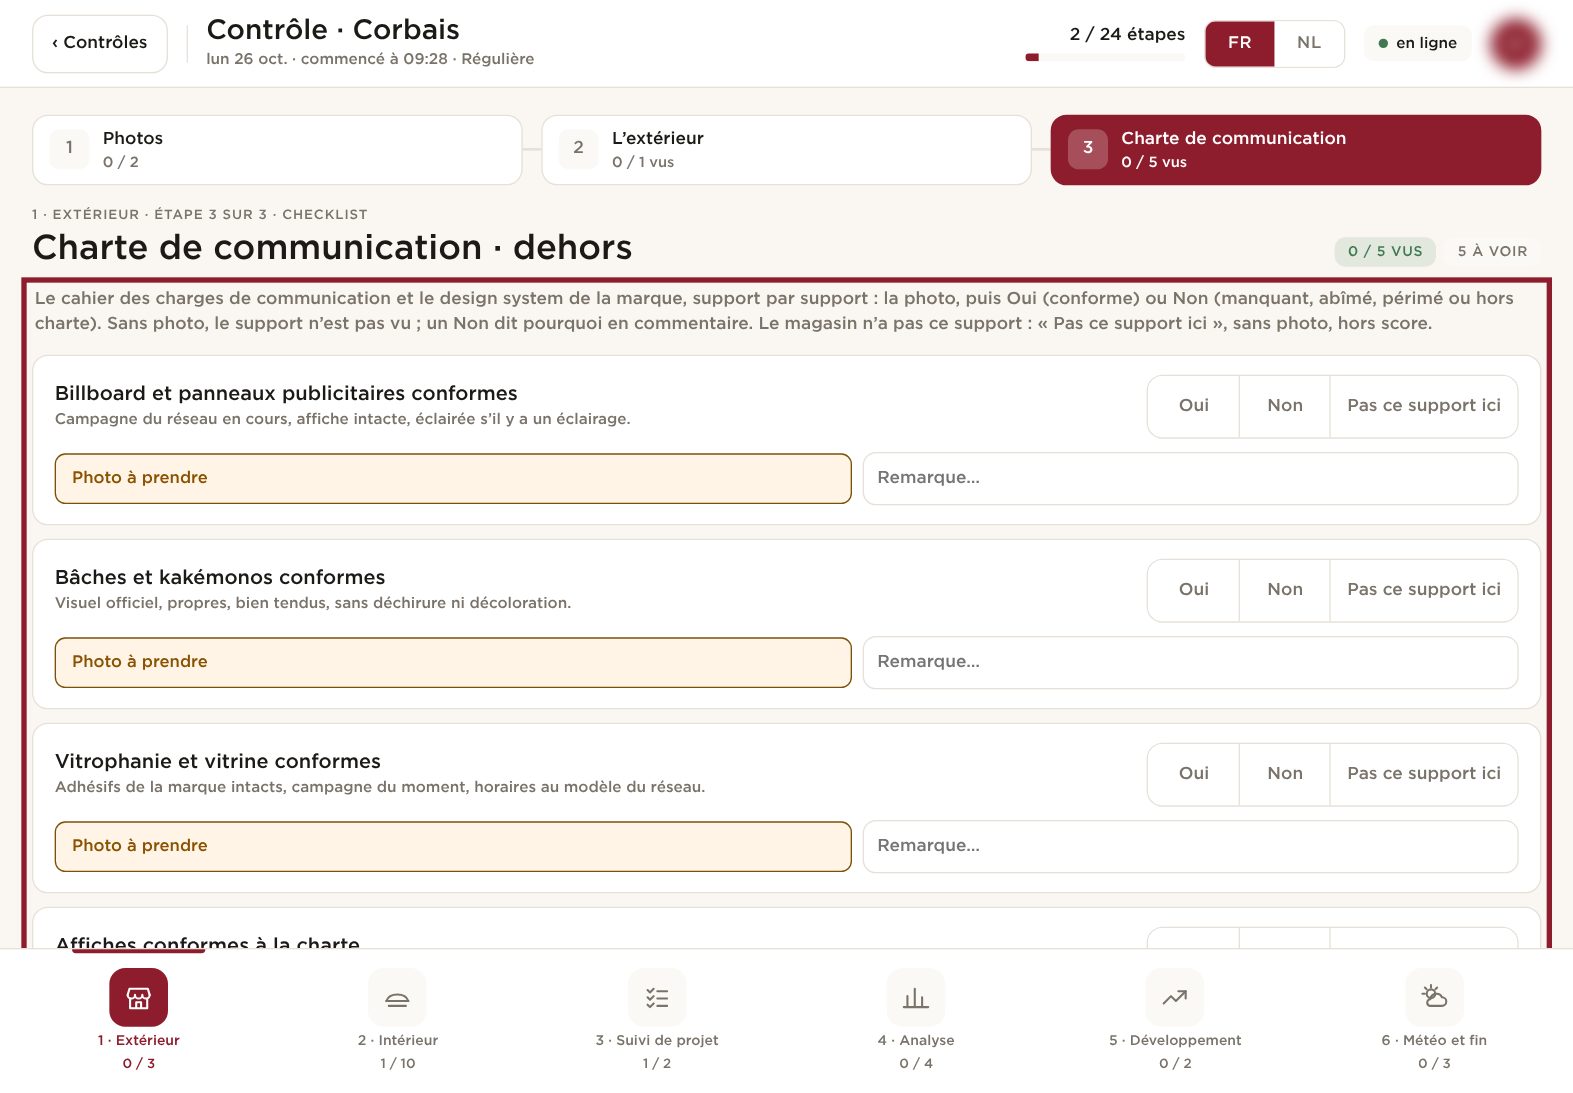 ‹ Contrôles
Contrôle · Corbais
lun 26 oct. · commencé à 09:28 · Régulière
2 / 24 étapes
FR
NL
en ligne
1
Photos
0 / 2
2
L’extérieur
0 / 1 vus
3
Charte de communication
0 / 5 vus
1 · EXTÉRIEUR · ÉTAPE 3 SUR 3 · CHECKLIST
Charte de communication · dehors
0 / 5 VUS
5 À VOIR
Le cahier des charges de communication et le design system de la marque, support par support : la photo, puis Oui (conforme) ou Non (manquant, abîmé, périmé ou hors
charte). Sans photo, le support n’est pas vu ; un Non dit pourquoi en commentaire. Le magasin n’a pas ce support : « Pas ce support ici », sans photo, hors score.
Billboard et panneaux publicitaires conformes
Campagne du réseau en cours, affiche intacte, éclairée s’il y a un éclairage.
Oui
Non
Pas ce support ici
Photo à prendre
Remarque...
Bâches et kakémonos conformes
Visuel officiel, propres, bien tendus, sans déchirure ni décoloration.
Oui
Non
Pas ce support ici
Photo à prendre
Remarque...
Vitrophanie et vitrine conformes
Adhésifs de la marque intacts, campagne du moment, horaires au modèle du réseau.
Oui
Non
Pas ce support ici
Photo à prendre
Remarque...
Affiches conformes à la charte
1 · Extérieur
0 / 3
2 · Intérieur
1 / 10
3 · Suivi de projet
1 / 2
4 · Analyse
0 / 4
5 · Développement
0 / 2
6 · Météo et fin
0 / 3